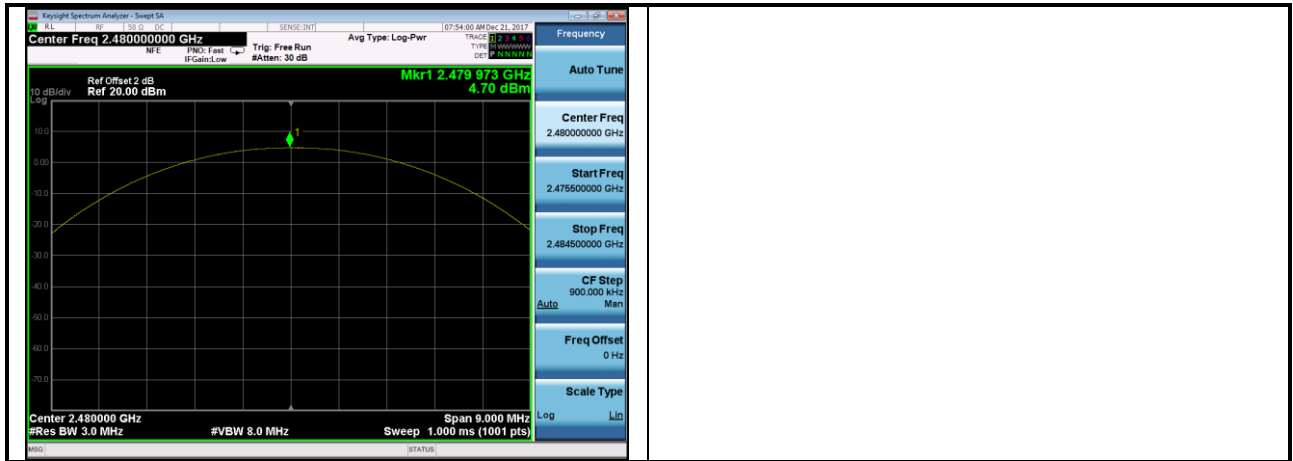 Keysight Spectrum Analyzer - Swept SA
RL RF 50 Ω DC SENSE:INT 07:54:00 AM Dec 21, 2017
Center Freq 2.480000000 GHz
NFE
PNO: Fast
IFGain:Low
Trig: Free Run
#Atten: 30 dB
Avg Type: Log-Pwr
TRACE 1 2 3 4 5 6
TYPE M WWWWW
DET P NNNNN
Mkr1 2.479 973 GHz
4.70 dBm
Ref Offset 2 dB
10 dB/div Ref 20.00 dBm
Log
1
10.0
0.00
-10.0
-20.0
-30.0
-40.0
-50.0
-60.0
-70.0
Center 2.480000 GHz Span 9.000 MHz
#Res BW 3.0 MHz #VBW 8.0 MHz Sweep 1.000 ms (1001 pts)
MSG STATUS
Frequency
Auto Tune
Center Freq
2.480000000 GHz
Start Freq
2.475500000 GHz
Stop Freq
2.484500000 GHz
CF Step
900.000 kHz
Auto Man
Freq Offset
0 Hz
Scale Type
Log Lin